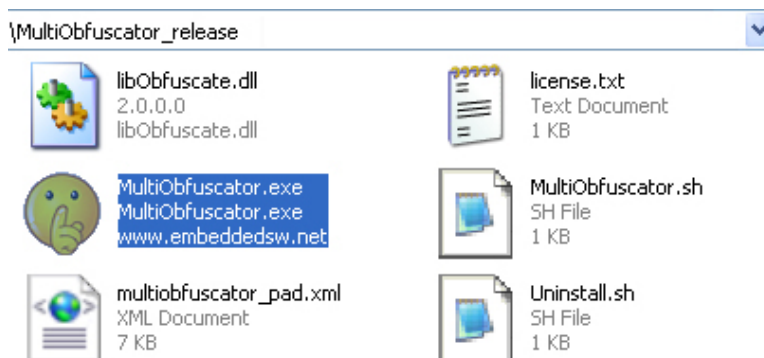 \MultiObfuscator_release
libObfuscate.dll
2.0.0.0
libObfuscate.dll
license.txt
Text Document
1 KB
MultiObfuscator.exe
MultiObfuscator.exe
www.embeddedsw.net
MultiObfuscator.sh
SH File
1 KB
multiobfuscator_pad.xml
XML Document
7 KB
Uninstall.sh
SH File
1 KB